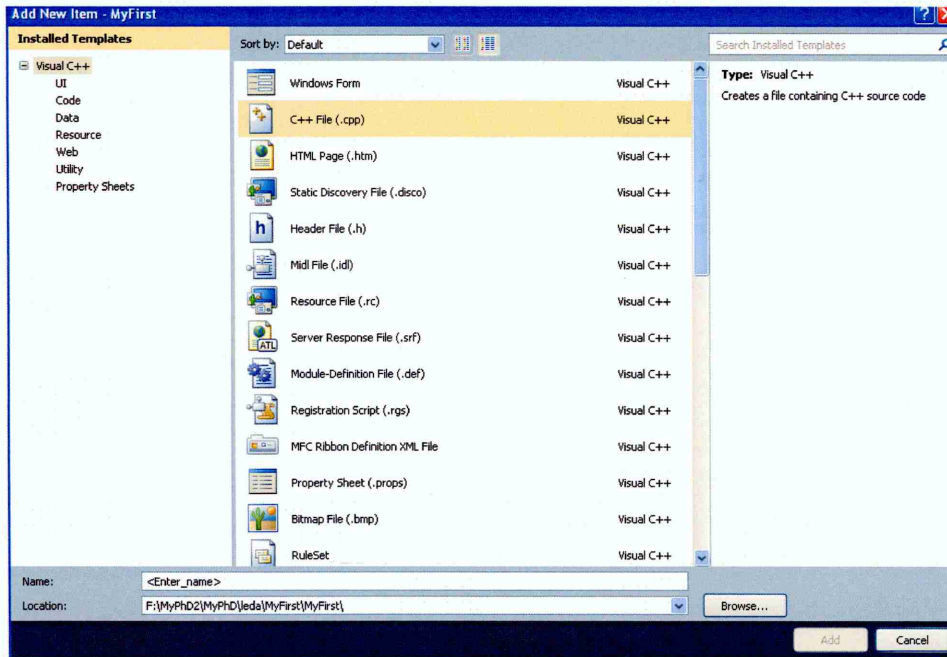 Add New Item - MyFirst
Installed Templates
Visual C++
UI
Code
Data
Resource
Web
Utility
Property Sheets
Sort by: Default
Search Installed Templates
Windows Form Visual C++
C++ File (.cpp) Visual C++
HTML Page (.htm) Visual C++
Static Discovery File (.disco) Visual C++
Header File (.h) Visual C++
Midl File (.idl) Visual C++
Resource File (.rc) Visual C++
ATL
Server Response File (.srf) Visual C++
Module-Definition File (.def) Visual C++
Registration Script (.rgs) Visual C++
MFC Ribbon Definition XML File Visual C++
Property Sheet (.props) Visual C++
Bitmap File (.bmp) Visual C++
RuleSet Visual C++
Type: Visual C++
Creates a file containing C++ source code
Name: <Enter_name>
Location: F:\MyPhD2\MyPhD\leda\MyFirst\MyFirst\
Browse...
Add
Cancel